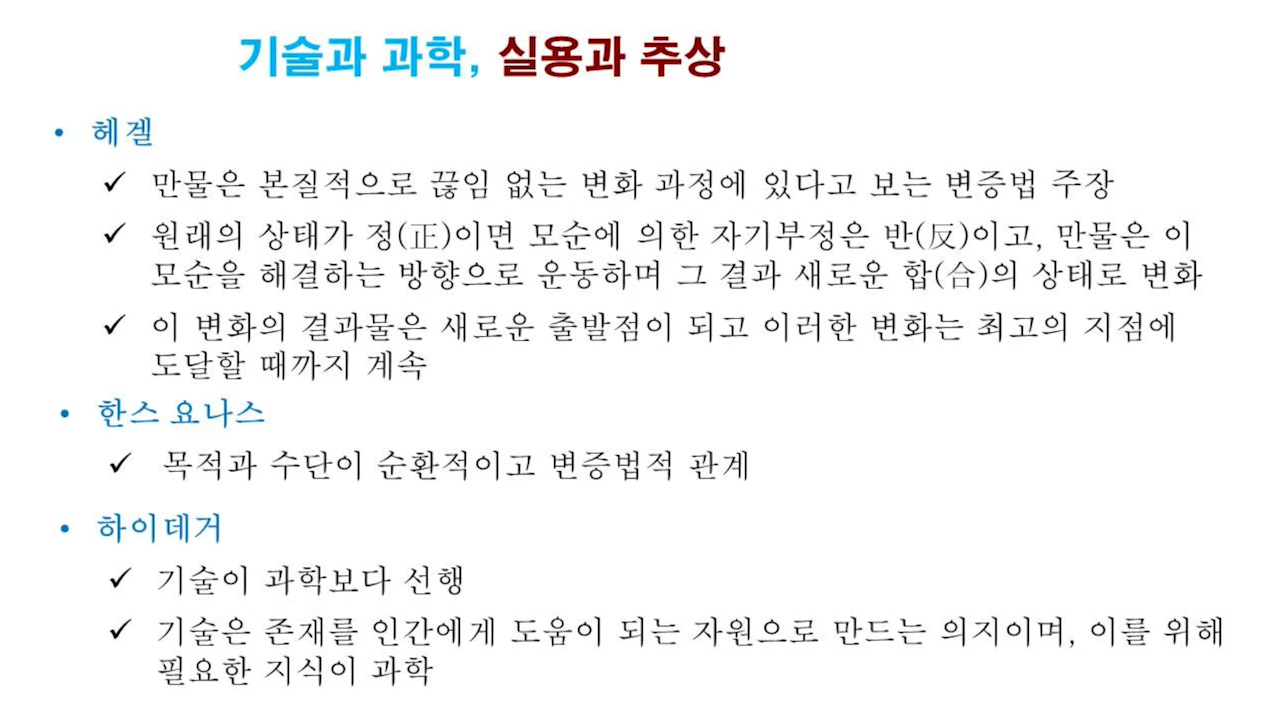 기술과 과학, 실용과 추상
• 헤겔
✓ 만물은 본질적으로 끊임 없는 변화 과정에 있다고 보는 변증법 주장
✓ 원래의 상태가 정(正)이면 모순에 의한 자기부정은 반(反)이고, 만물은 이
모순을 해결하는 방향으로 운동하며 그 결과 새로운 합(合)의 상태로 변화
✓ 이 변화의 결과물은 새로운 출발점이 되고 이러한 변화는 최고의 지점에
도달할 때까지 계속
• 한스 요나스
✓ 목적과 수단이 순환적이고 변증법적 관계
• 하이데거
✓ 기술이 과학보다 선행
✓ 기술은 존재를 인간에게 도움이 되는 자원으로 만드는 의지이며, 이를 위해
필요한 지식이 과학